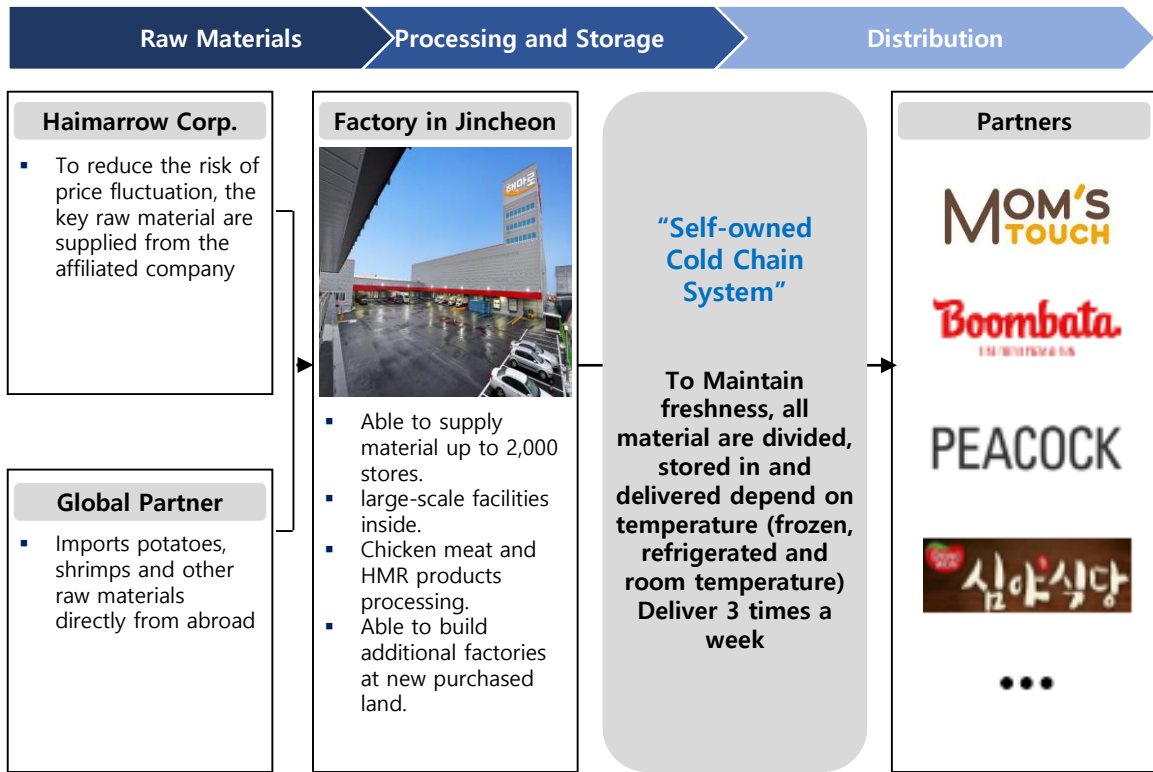 Raw Materials
Processing and Storage
Distribution
Haimarrow Corp.
▪ To reduce the risk of
price fluctuation, the
key raw material are
supplied from the
affiliated company
Global Partner
▪ Imports potatoes,
shrimps and other
raw materials
directly from abroad
Factory in Jincheon
해마로
▪ Able to supply
material up to 2,000
stores.
▪ large-scale facilities
inside.
▪ Chicken meat and
HMR products
processing.
▪ Able to build
additional factories
at new purchased
land.
“Self-owned
Cold Chain
System”
To Maintain
freshness, all
material are divided,
stored in and
delivered depend on
temperature (frozen,
refrigerated and
room temperature)
Deliver 3 times a
week
Partners
MOM'S
TOUCH
Boombata.
PEACOCK
심야식당
•••